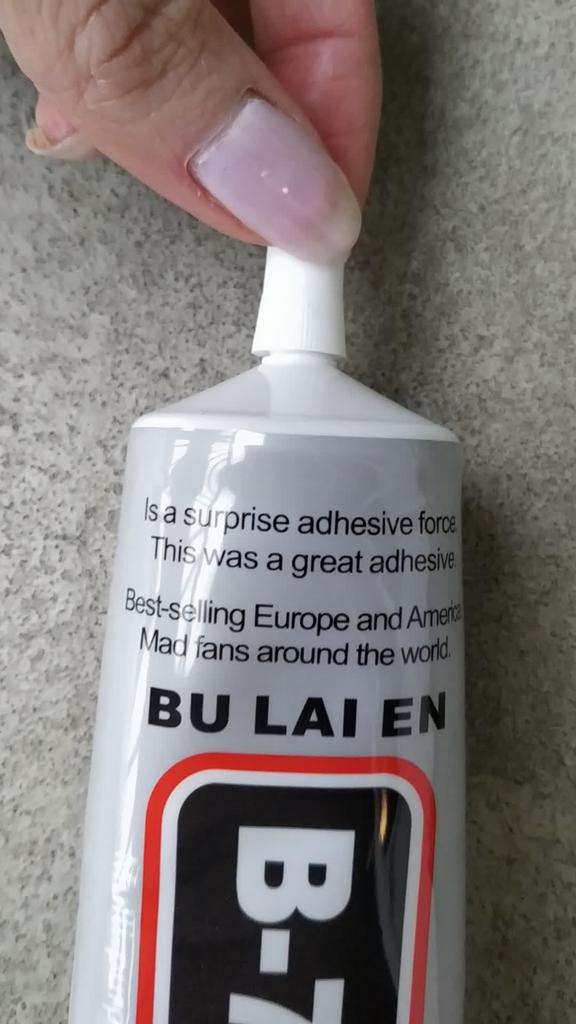 Is a surprise adhesive force.
This was a great adhesive.
Best-selling Europe and America
Mad fans around the world.
BU LAI EN
B-7